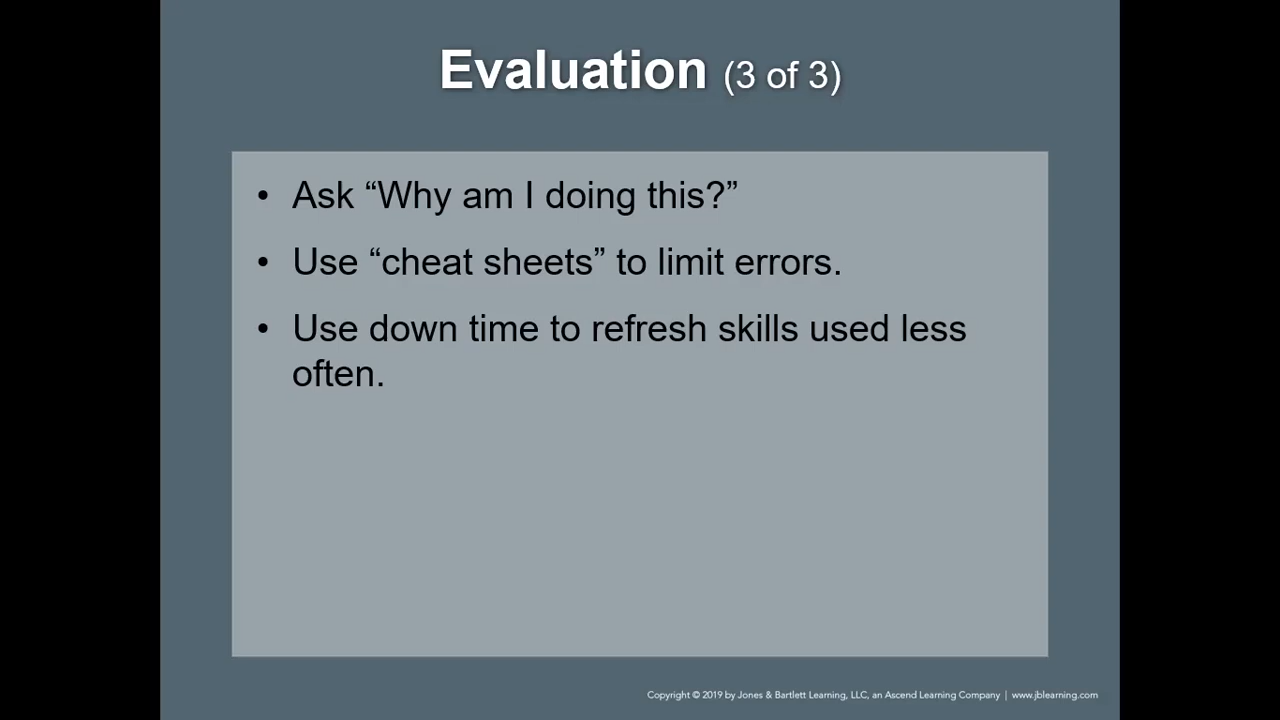 Evaluation (3 of 3)
• Ask “Why am I doing this?”
• Use “cheat sheets” to limit errors.
• Use down time to refresh skills used less
often.
Copyright © 2019 by Jones & Bartlett Learning, LLC, an Ascend Learning Company | www.jblearning.com